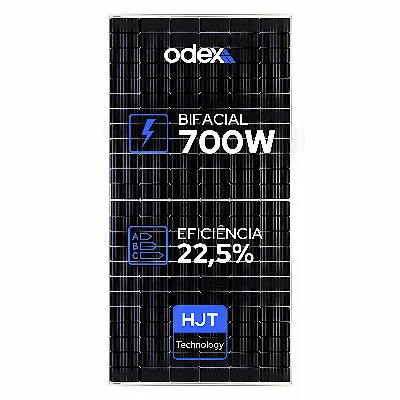 odex
BIFACIAL
700W
A
B
C
EFICIÊNCIA
22,5%
HJT
Technology